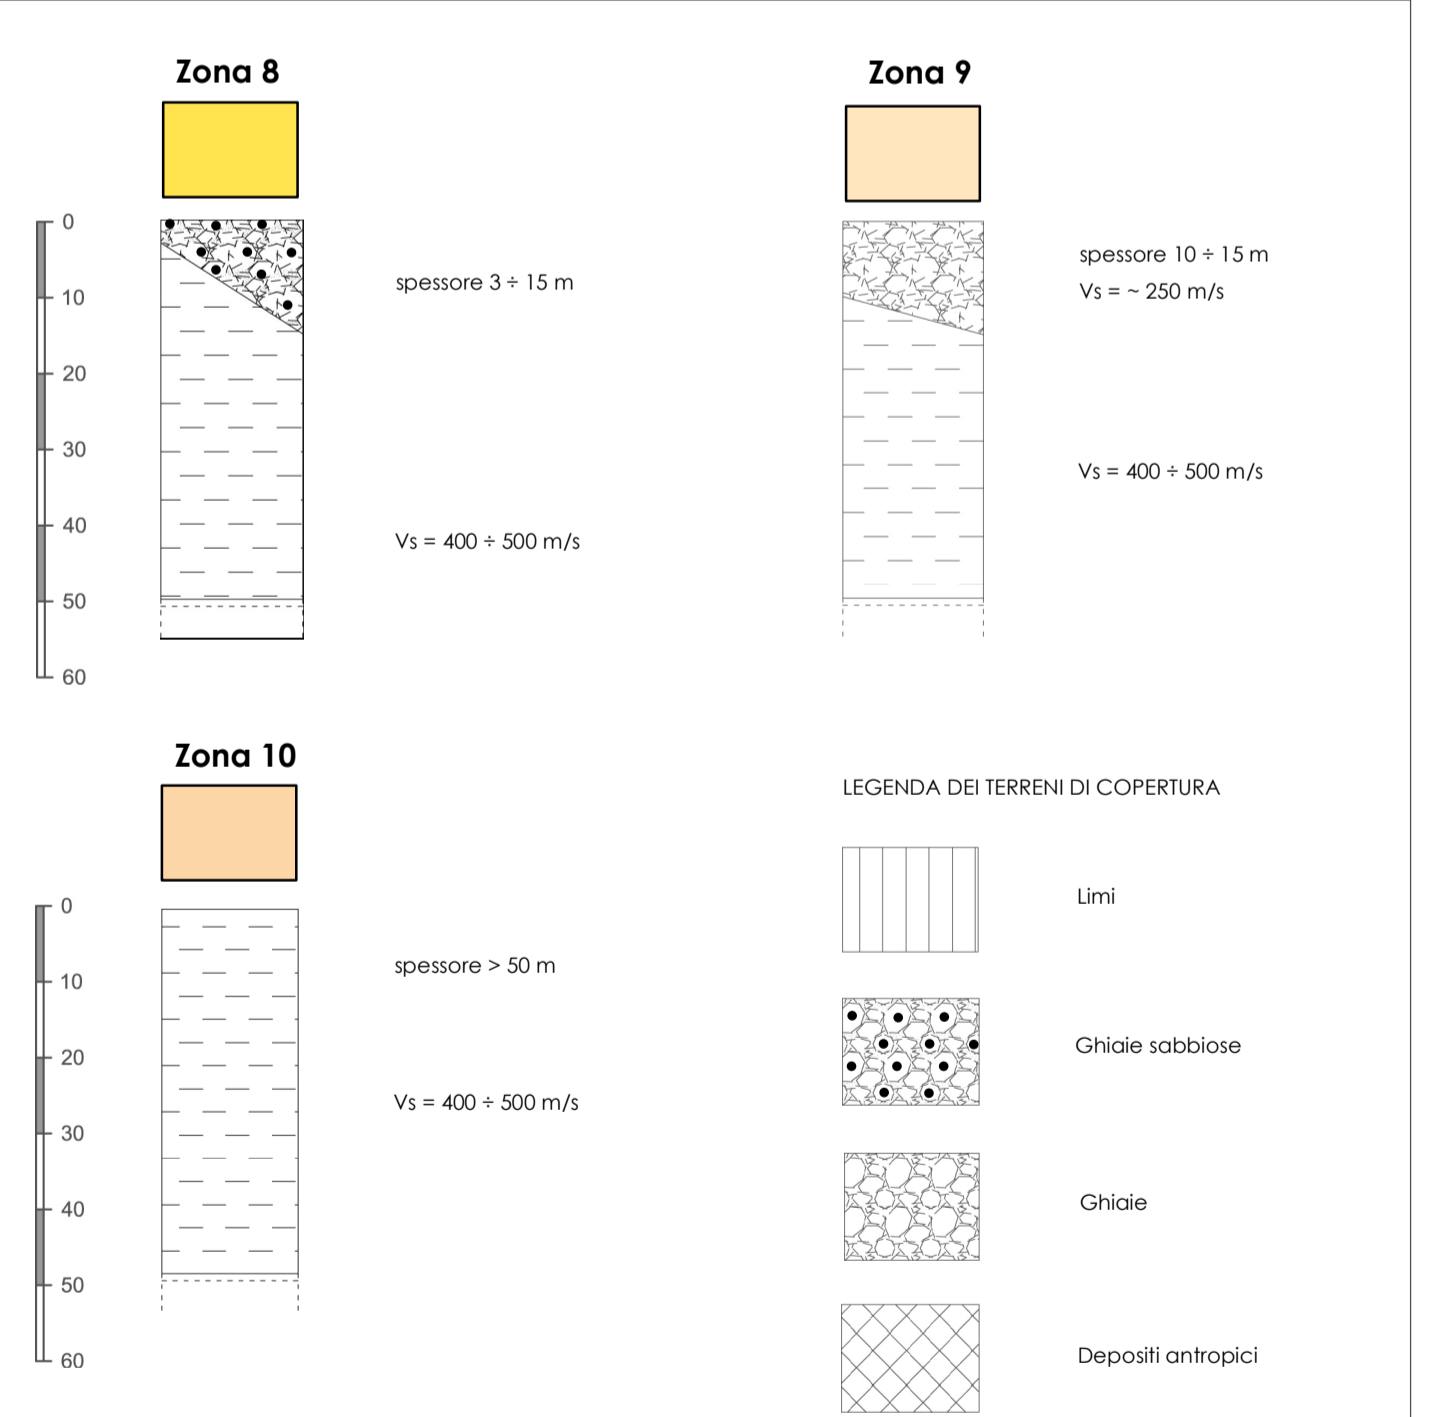 Zona 8
0
10
20
30
40
50
60
spessore 3 ÷ 15 m
Vs = 400 ÷ 500 m/s
Zona 9
spessore 10 ÷ 15 m
Vs = ~ 250 m/s
Vs = 400 ÷ 500 m/s
Zona 10
0
10
20
30
40
50
60
spessore > 50 m
Vs = 400 ÷ 500 m/s
LEGENDA DEI TERRENI DI COPERTURA
Limi
Ghiaie sabbiose
Ghiaie
Depositi antropici